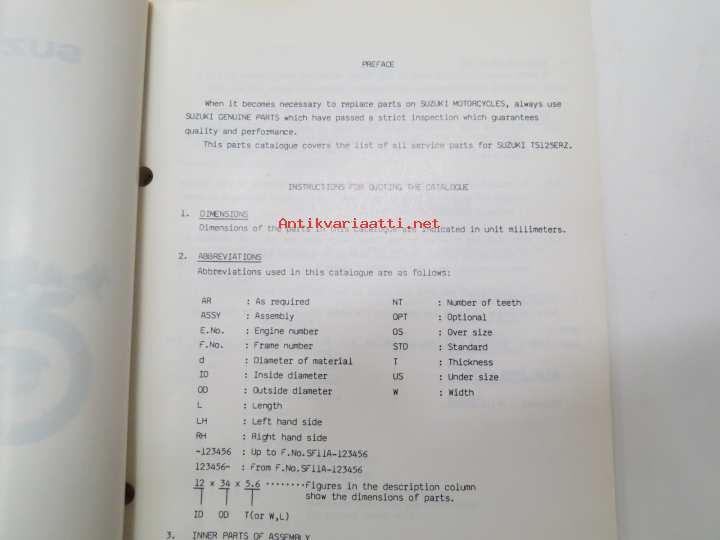 PREFACE
When it becomes necessary to replace parts on SUZUKI MOTORCYCLES, always use
SUZUKI GENUINE PARTS which have passed a strict inspection which guarantees
quality and performance.
This parts catalogue covers the list of all service parts for SUZUKI TS125ERZ.
INSTRUCTIONS FOR QUOTING THE CATALOGUE
1. DIMENSIONS
Antikvariaatti.net
Dimensions of the parts in this catalogue are indicated in unit millimeters.
2. ABBREVIATIONS
Abbreviations used in this catalogue are as follows:
AR : As required NT : Number of teeth
ASSY : Assembly OPT : Optional
E.No. : Engine number OS : Over size
F.No. : Frame number STD : Standard
d : Diameter of material T : Thickness
ID : Inside diameter US : Under size
OD : Outside diameter W : Width
L : Length
LH : Left hand side
RH : Right hand side
~123456 : Up to F.No.SF11A-123456
123456~ : From F.No.SF11A-123456
12 x 34 x 5.6 ········Figures in the description column
show the dimensions of parts.
ID OD T(or W,L)
3. INNER PARTS OF ASSEMBLY